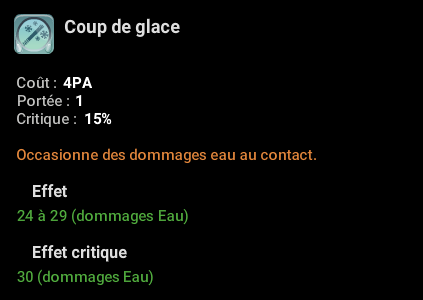 Coup de glace
Coût : 4PA
Portée : 1
Critique : 15%
Occasionne des dommages eau au contact.
Effet
24 à 29 (dommages Eau)
Effet critique
30 (dommages Eau)